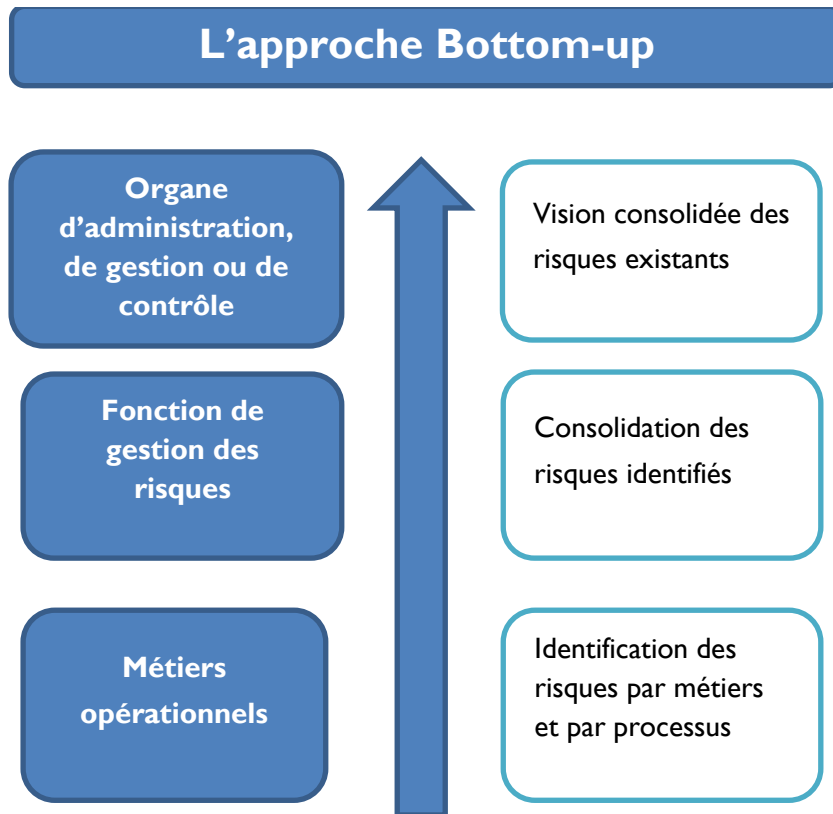 L’approche Bottom-up
Organe
d’administration,
de gestion ou de
contrôle
Vision consolidée des
risques existants
Fonction de
gestion des
risques
Consolidation des
risques identifiés
Métiers
opérationnels
Identification des
risques par métiers
et par processus